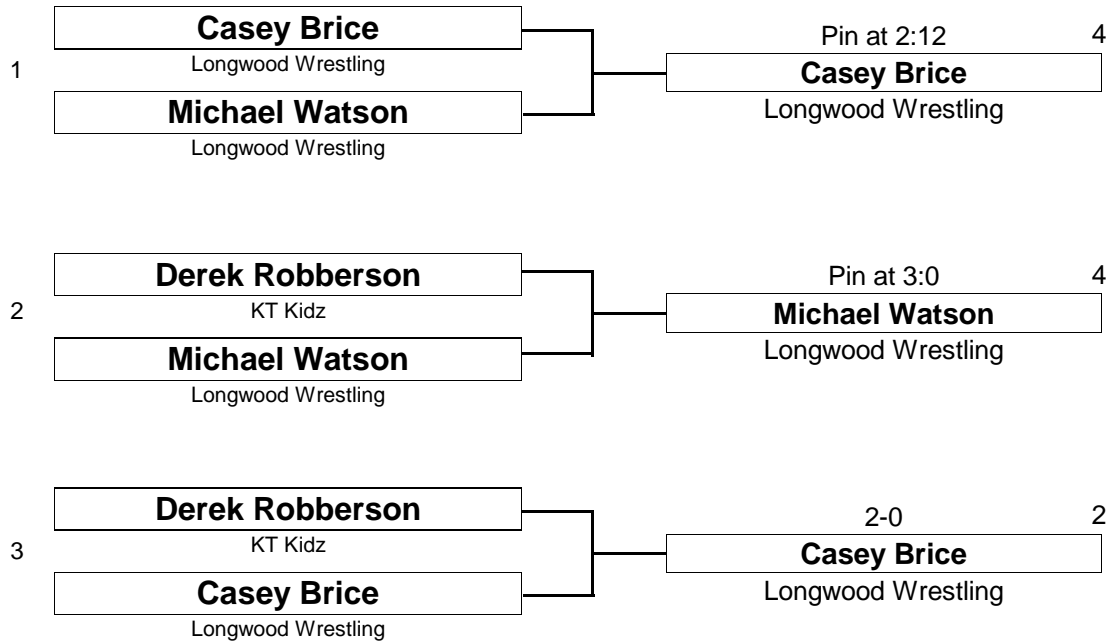 Casey Brice
Longwood Wrestling
1
Michael Watson
Longwood Wrestling
Pin at 2:12 4
Casey Brice
Longwood Wrestling
Derek Robberson
KT Kidz
2
Michael Watson
Longwood Wrestling
Pin at 3:0 4
Michael Watson
Longwood Wrestling
Derek Robberson
KT Kidz
3
Casey Brice
Longwood Wrestling
2-0 2
Casey Brice
Longwood Wrestling